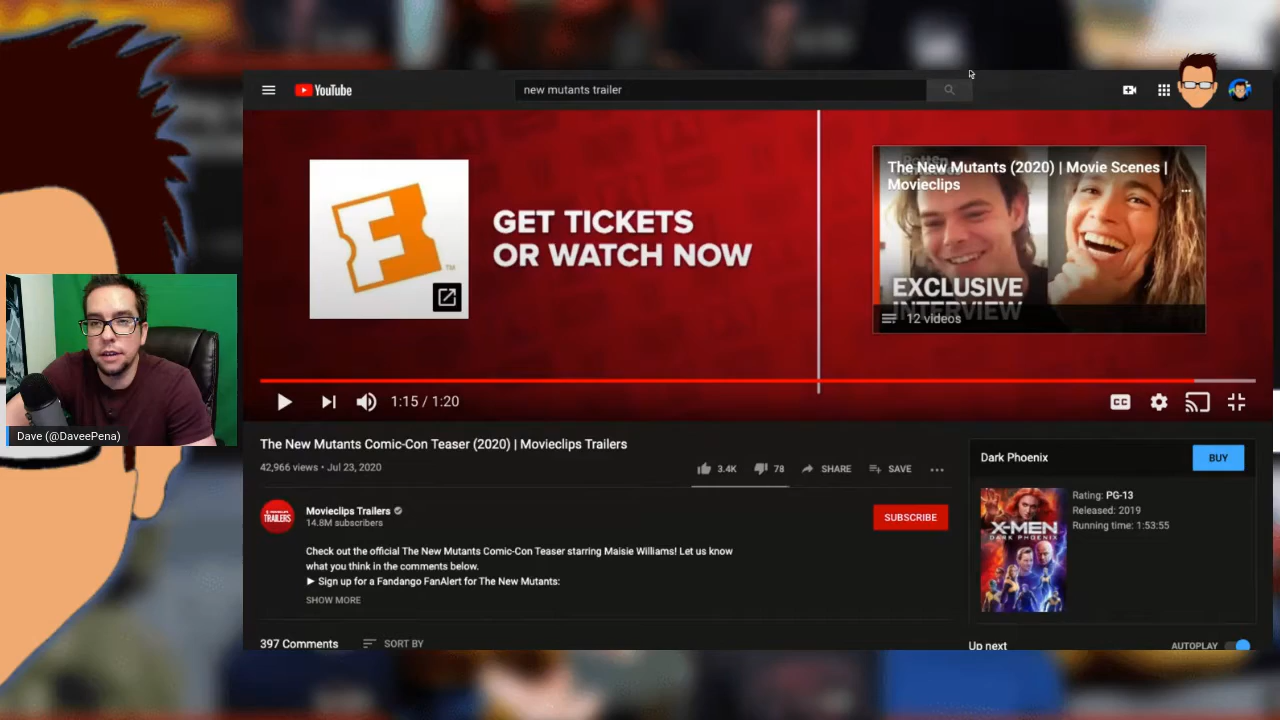 YouTube
new mutants trailer
GET TICKETS
OR WATCH NOW
F
TM
The New Mutants (2020) | Movie Scenes |
Movieclips
EXCLUSIVE
INTERVIEW
12 videos
1:15 / 1:20
CC
Dave (@DaveePena)
The New Mutants Comic-Con Teaser (2020) | Movieclips Trailers
42,966 views • Jul 23, 2020
3.4K
78
SHARE
SAVE
Dark Phoenix
BUY
Rating: PG-13
Released: 2019
Running time: 1:53:55
X-MEN
DARK PHOENIX
TRAILERS
Movieclips Trailers
14.8M subscribers
SUBSCRIBE
Check out the official The New Mutants Comic-Con Teaser starring Maisie Williams! Let us know
what you think in the comments below.
► Sign up for a Fandango FanAlert for The New Mutants:
SHOW MORE
397 Comments
SORT BY
Up next
AUTOPLAY